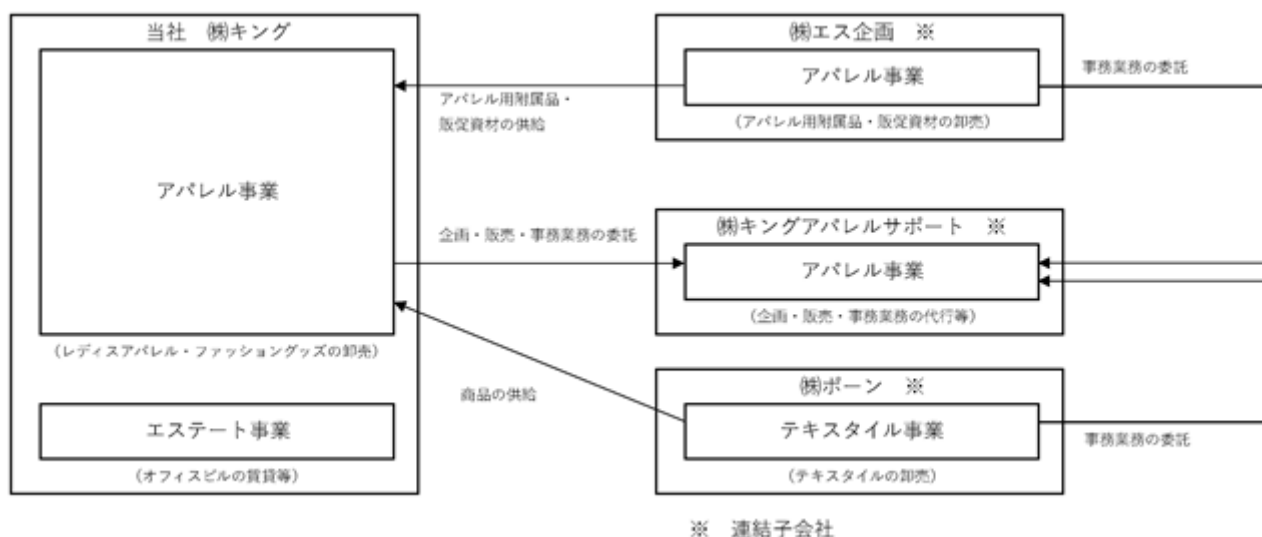 当社 ㈱キング
アパレル事業
(レディスアパレル・ファッショングッズの卸売)
エステート事業
(オフィスビルの賃貸等)
アパレル用附属品・
販促資材の供給
企画・販売・事務業務の委託
商品の供給
㈱エス企画 ※
アパレル事業
(アパレル用附属品・販促資材の卸売)
事務業務の委託
㈱キングアパレルサポート ※
アパレル事業
(企画・販売・事務業務の代行等)
㈱ポーン ※
テキスタイル事業
(テキスタイルの卸売)
事務業務の委託
※ 連結子会社